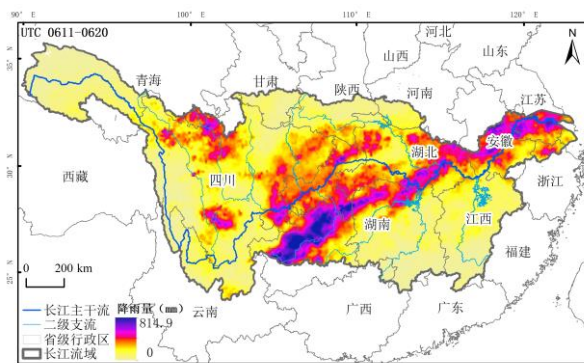 90° E
100° E
110° E
120° E
UTC 0611-0620
N
河北
山西
山东
35° N
青海
甘肃
陕西
河南
江苏
安徽
湖北
30° N
西藏
四川
浙江
湖南
江西
福建
25° N
0 200 km
云南
广西
广东
长江主干流
二级支流
省级行政区
长江流域
降雨量 (mm)
814.9
0